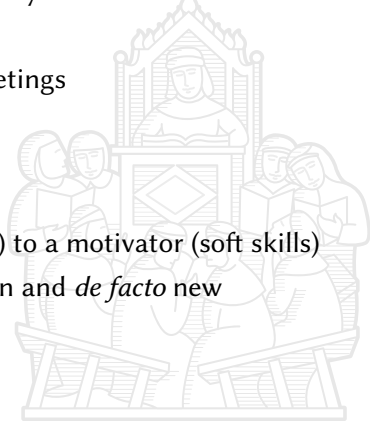 etings
) to a motivator (soft skills)
n and de facto new